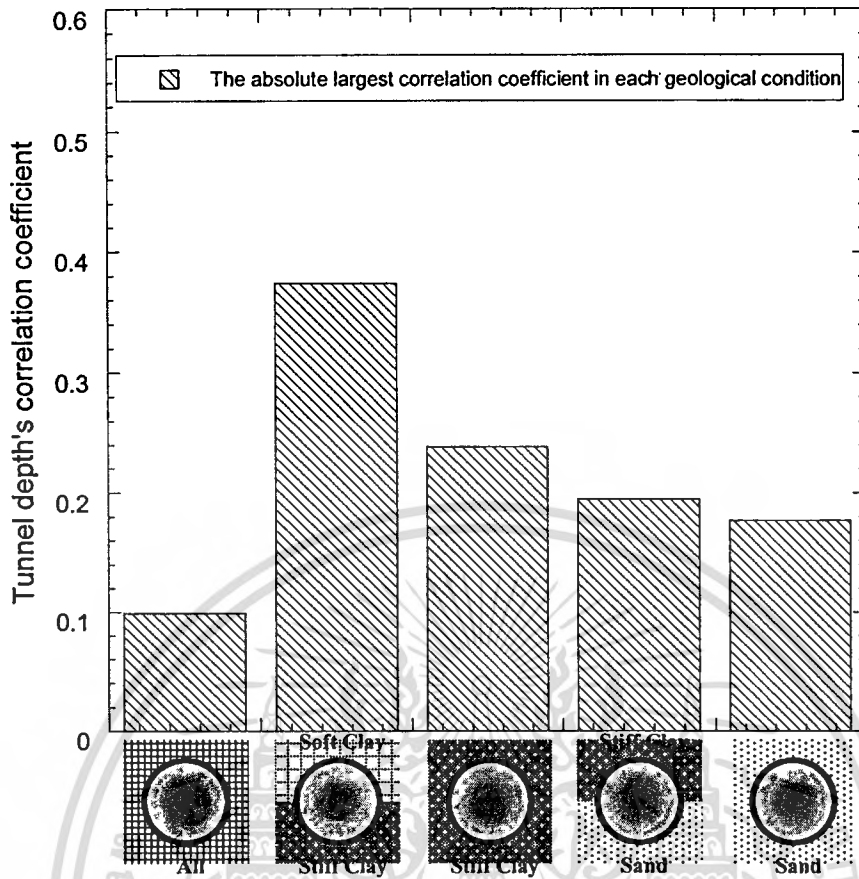 0.6
The absolute largest correlation coefficient in each geological condition
0.5
0.4
0.3
0.2
0.1
0
Tunnel depth's correlation coefficient
Soft Clay
Stiff Clay
All
Stiff Clay
Stiff Clay
Sand
Sand